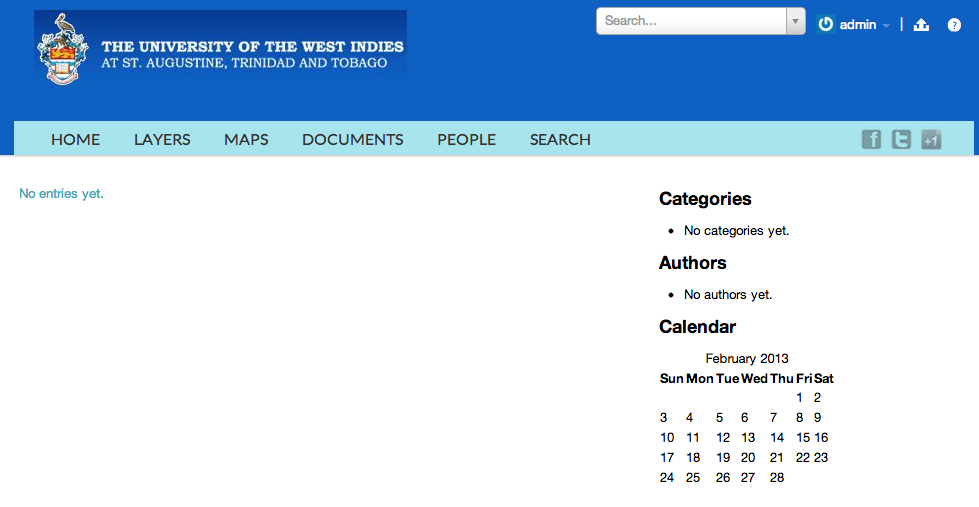 THE UNIVERSITY OF THE WEST INDIES
AT ST. AUGUSTINE, TRINIDAD AND TOBAGO
Search...
admin
|
?
HOME LAYERS MAPS DOCUMENTS PEOPLE SEARCH
f t +1
No entries yet.
Categories
• No categories yet.
Authors
• No authors yet.
Calendar
February 2013
Sun Mon Tue Wed Thu Fri Sat
1 2
3 4 5 6 7 8 9
10 11 12 13 14 15 16
17 18 19 20 21 22 23
24 25 26 27 28